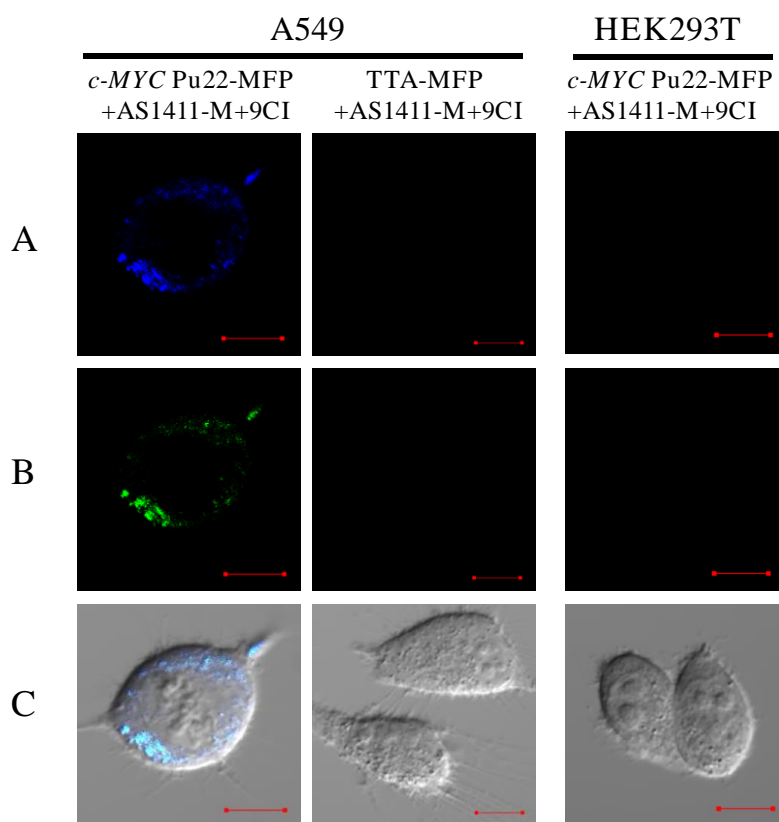 A549 HEK293T
c-MYC Pu22-MFP TTA-MFP c-MYC Pu22-MFP
+AS1411-M+9CI +AS1411-M+9CI +AS1411-M+9CI
A
B
C